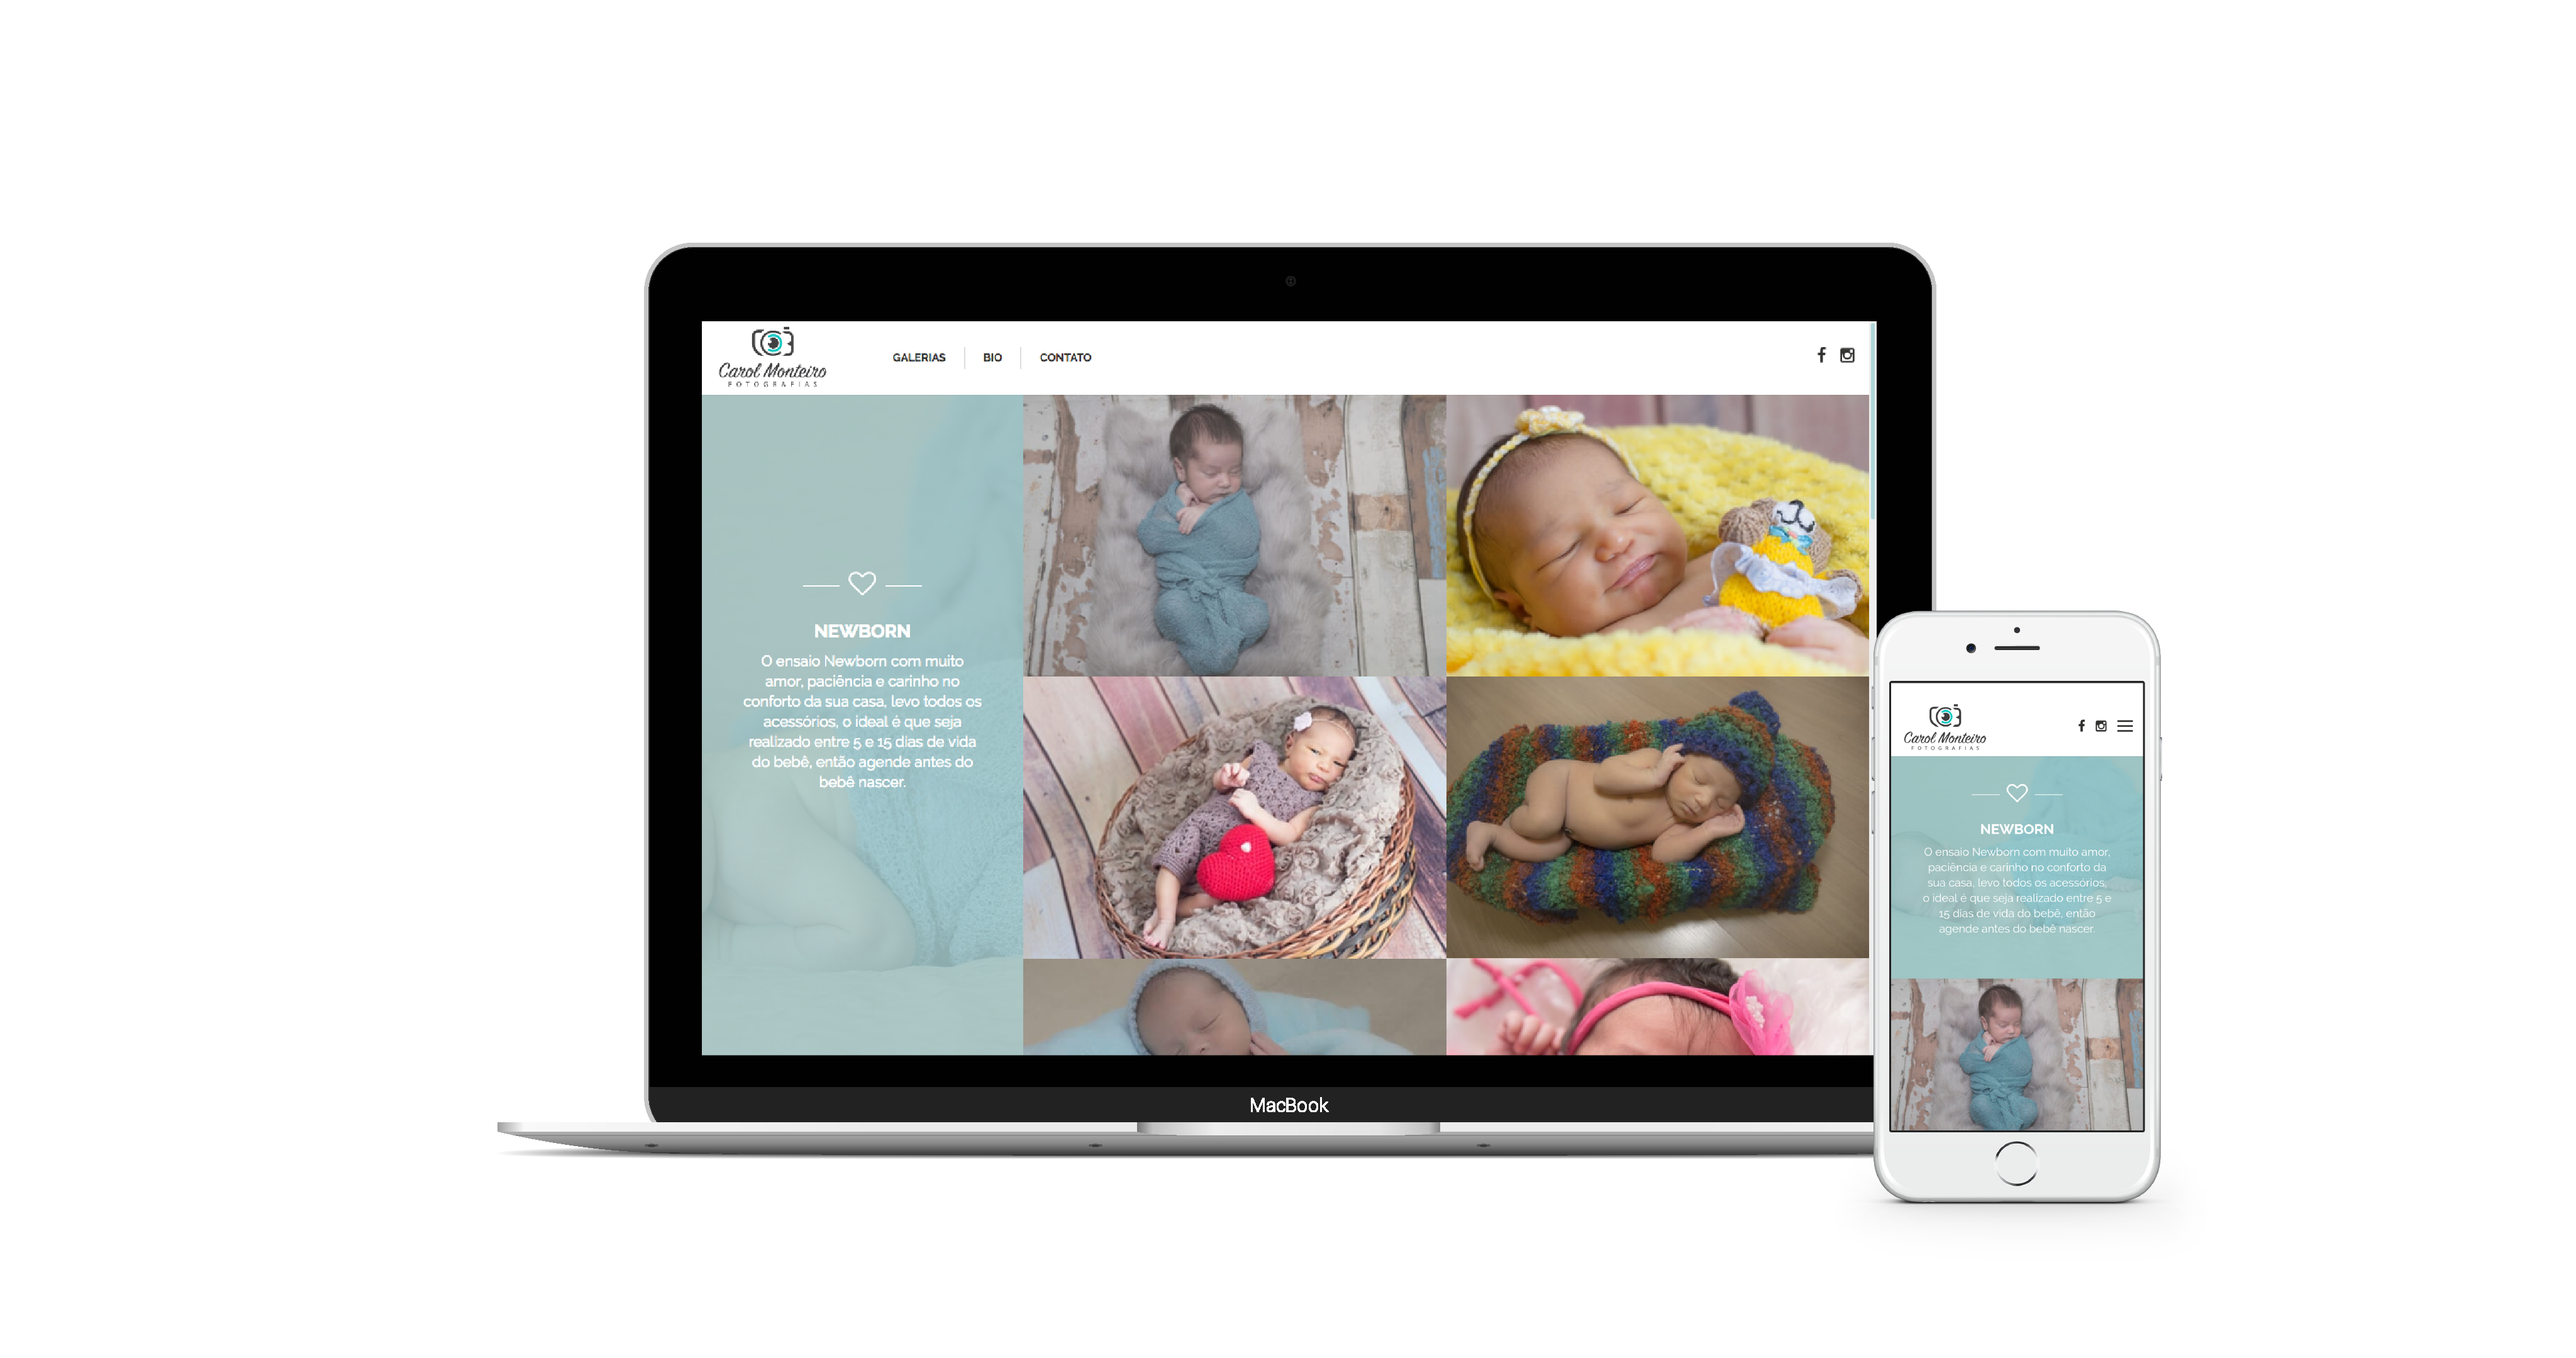 Carol Monteiro
FOTOGRAFIAS
GALERIAS
BIO
CONTATO
NEWBORN
O ensaio Newborn com muito
amor, paciência e carinho no
conforto da sua casa, levo todos os
acessórios, o ideal é que seja
realizado entre 5 e 15 dias de vida
do bebê, então agende antes do
bebê nascer.
MacBook
Carol Monteiro
FOTOGRAFIAS
NEWBORN
O ensaio Newborn com muito amor,
paciência e carinho no conforto da
sua casa, levo todos os acessorios,
o ideal é que seja realizado entre 5 e
15 dias de vida do bebê, então
agende antes do bebê nascer.